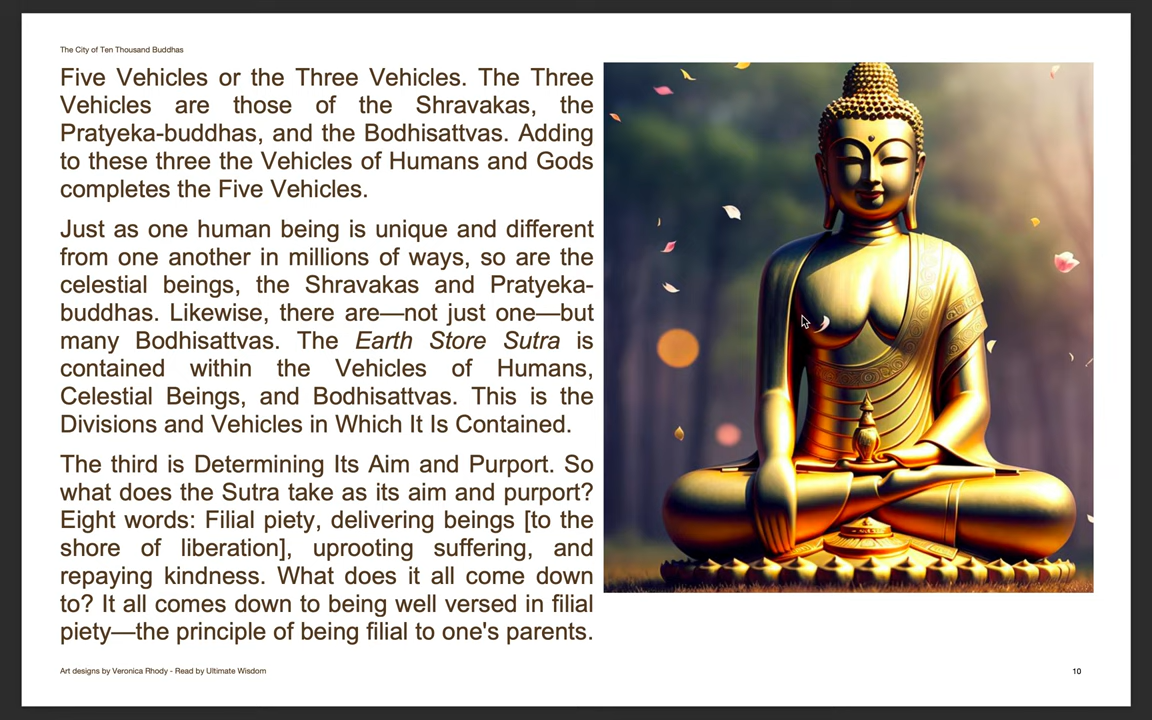 The City of Ten Thousand Buddhas
Five Vehicles or the Three Vehicles. The Three
Vehicles are those of the Shravakas, the
Pratyeka-buddhas, and the Bodhisattvas. Adding
to these three the Vehicles of Humans and Gods
completes the Five Vehicles.
Just as one human being is unique and different
from one another in millions of ways, so are the
celestial beings, the Shravakas and Pratyeka-
buddhas. Likewise, there are—not just one—but
many Bodhisattvas. The Earth Store Sutra is
contained within the Vehicles of Humans,
Celestial Beings, and Bodhisattvas. This is the
Divisions and Vehicles in Which It Is Contained.
The third is Determining Its Aim and Purport. So
what does the Sutra take as its aim and purport?
Eight words: Filial piety, delivering beings [to the
shore of liberation], uprooting suffering, and
repaying kindness. What does it all come down
to? It all comes down to being well versed in filial
piety—the principle of being filial to one's parents.
Art designs by Veronica Rhody - Read by Ultimate Wisdom
10